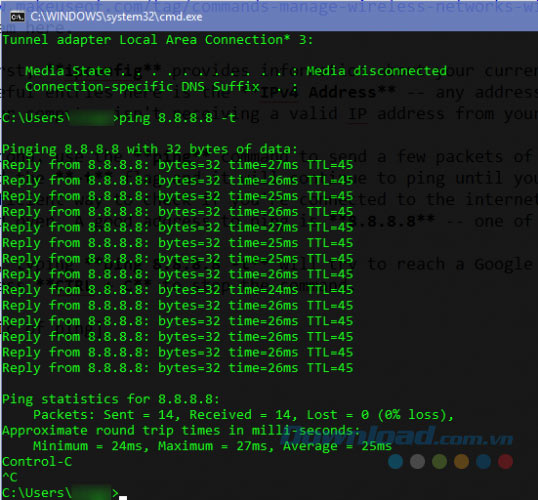 makeuseof.com/tag/commands-manage-wireless-networks-w
C:\WINDOWS\system32\cmd.exe
Tunnel adapter Local Area Connection* 3:
Media State . . . . . . . . . . . : Media disconnected
Connection-specific DNS Suffix  . :
C:\Users\ >ping 8.8.8.8 -t
Pinging 8.8.8.8 with 32 bytes of data:
Reply from 8.8.8.8: bytes=32 time=27ms TTL=45
Reply from 8.8.8.8: bytes=32 time=26ms TTL=45
Reply from 8.8.8.8: bytes=32 time=25ms TTL=45
Reply from 8.8.8.8: bytes=32 time=26ms TTL=45
Reply from 8.8.8.8: bytes=32 time=27ms TTL=45
Reply from 8.8.8.8: bytes=32 time=25ms TTL=45
Reply from 8.8.8.8: bytes=32 time=25ms TTL=45
Reply from 8.8.8.8: bytes=32 time=26ms TTL=45
Reply from 8.8.8.8: bytes=32 time=24ms TTL=45
Reply from 8.8.8.8: bytes=32 time=26ms TTL=45
Reply from 8.8.8.8: bytes=32 time=26ms TTL=45
Reply from 8.8.8.8: bytes=32 time=26ms TTL=45
Reply from 8.8.8.8: bytes=32 time=26ms TTL=45
Reply from 8.8.8.8: bytes=32 time=26ms TTL=45
Ping statistics for 8.8.8.8:
Packets: Sent = 14, Received = 14, Lost = 0 (0% loss),
Approximate round trip times in milli-seconds:
Minimum = 24ms, Maximum = 27ms, Average = 25ms
Control-C
^C
C:\Users\ >
Download.com.vn